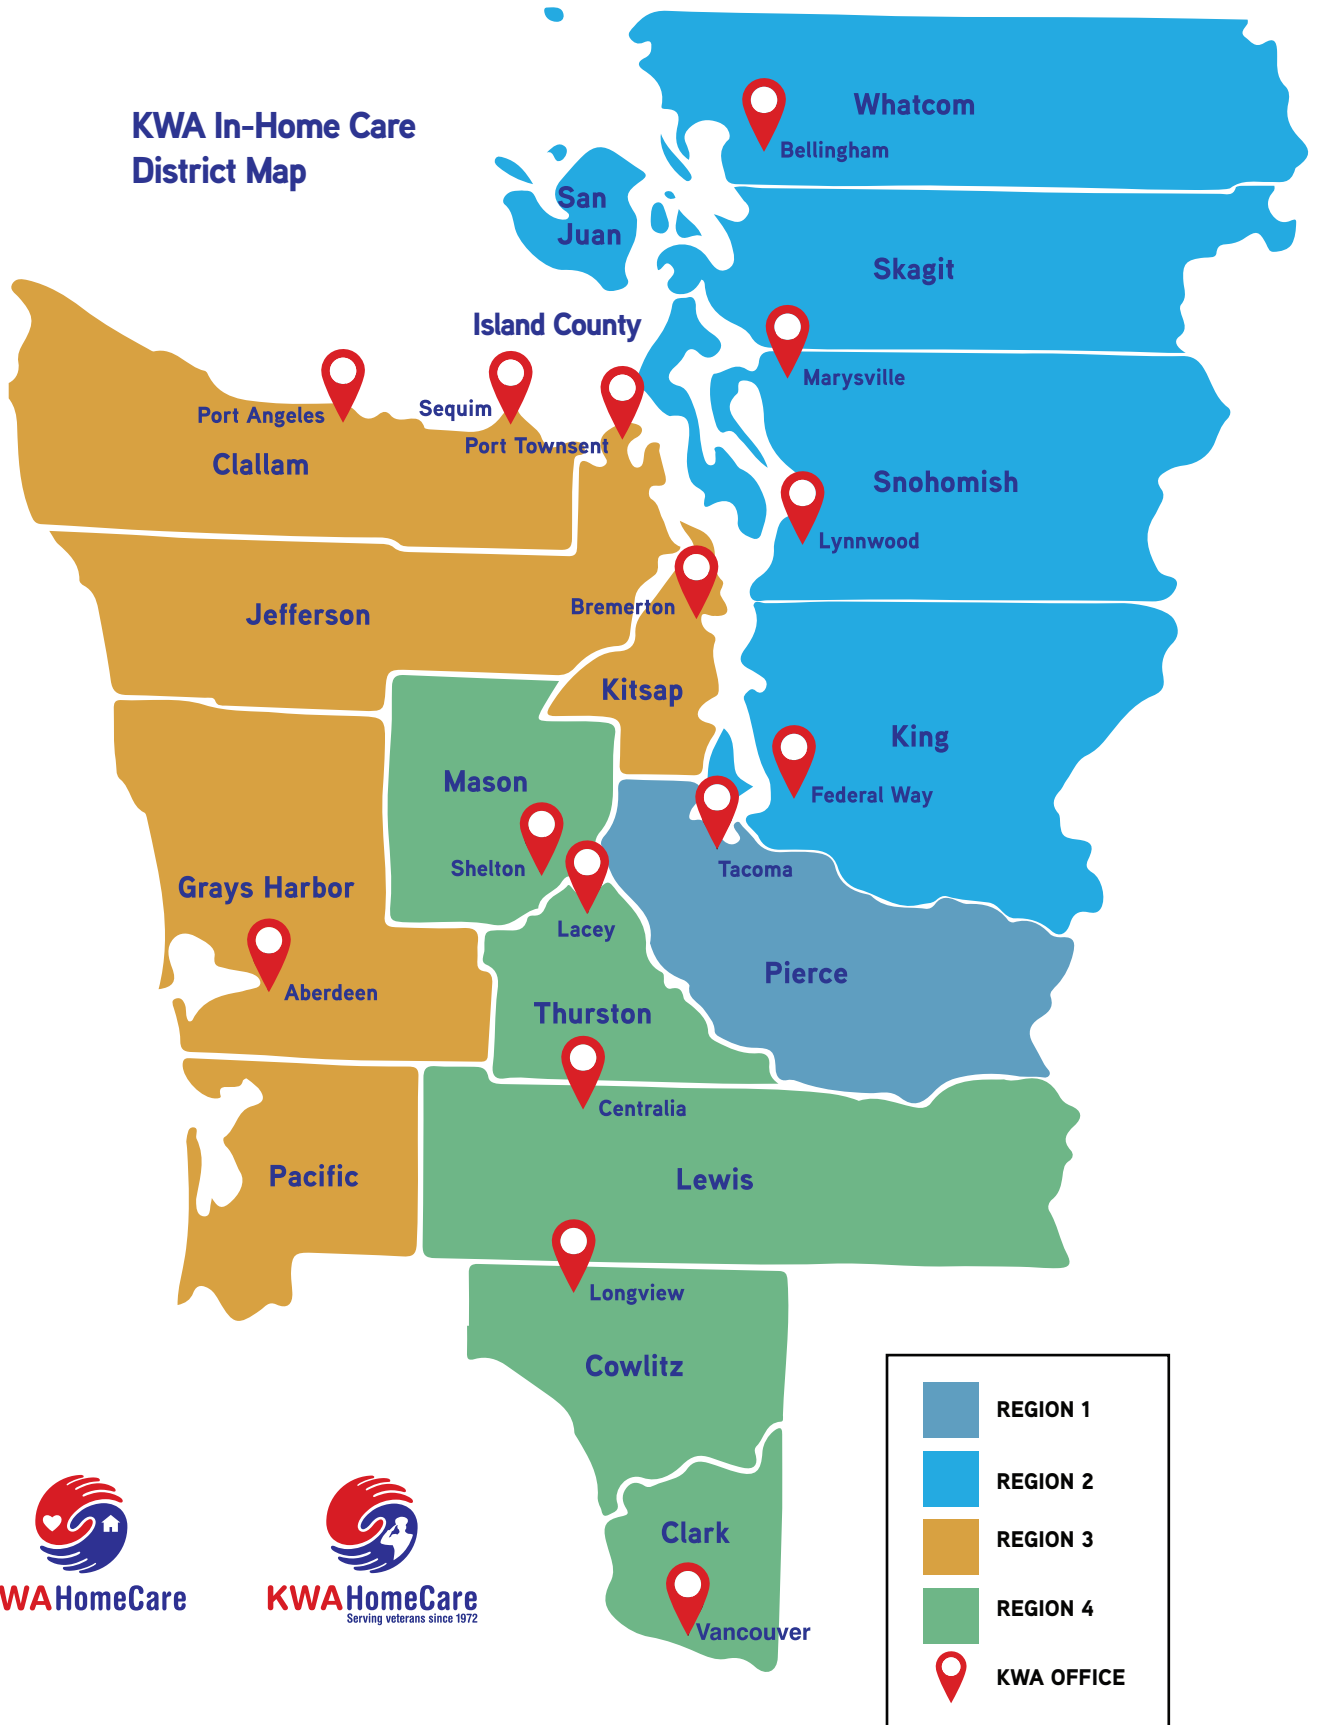 KWA In-Home Care
District Map
Whatcom
Bellingham
San
Juan
Skagit
Island County
Marysville
Port Angeles
Sequim
Port Townsent
Clallam
Snohomish
Lynnwood
Jefferson
Bremerton
Kitsap
King
Mason
Federal Way
Shelton
Tacoma
Grays Harbor
Lacey
Aberdeen
Pierce
Thurston
Centralia
Pacific
Lewis
Longview
Cowlitz
Clark
Vancouver
REGION 1
REGION 2
REGION 3
REGION 4
KWA OFFICE
WAHomeCare
KWAHomeCare
Serving veterans since 1972